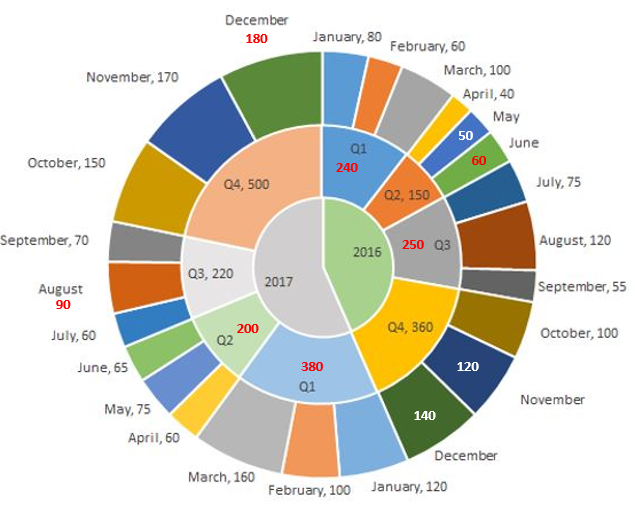 December
180
January, 80
February, 60
March, 100
April, 40
May
50
June
60
July, 75
August, 120
September, 55
October, 100
120
November
140
December
January, 120
February, 100
March, 160
April, 60
May, 75
June, 65
July, 60
August
90
September, 70
October, 150
November, 170
Q1
240
Q2, 150
250 Q3
Q4, 360
380
Q1
200
Q2
Q3, 220
Q4, 500
2016
2017